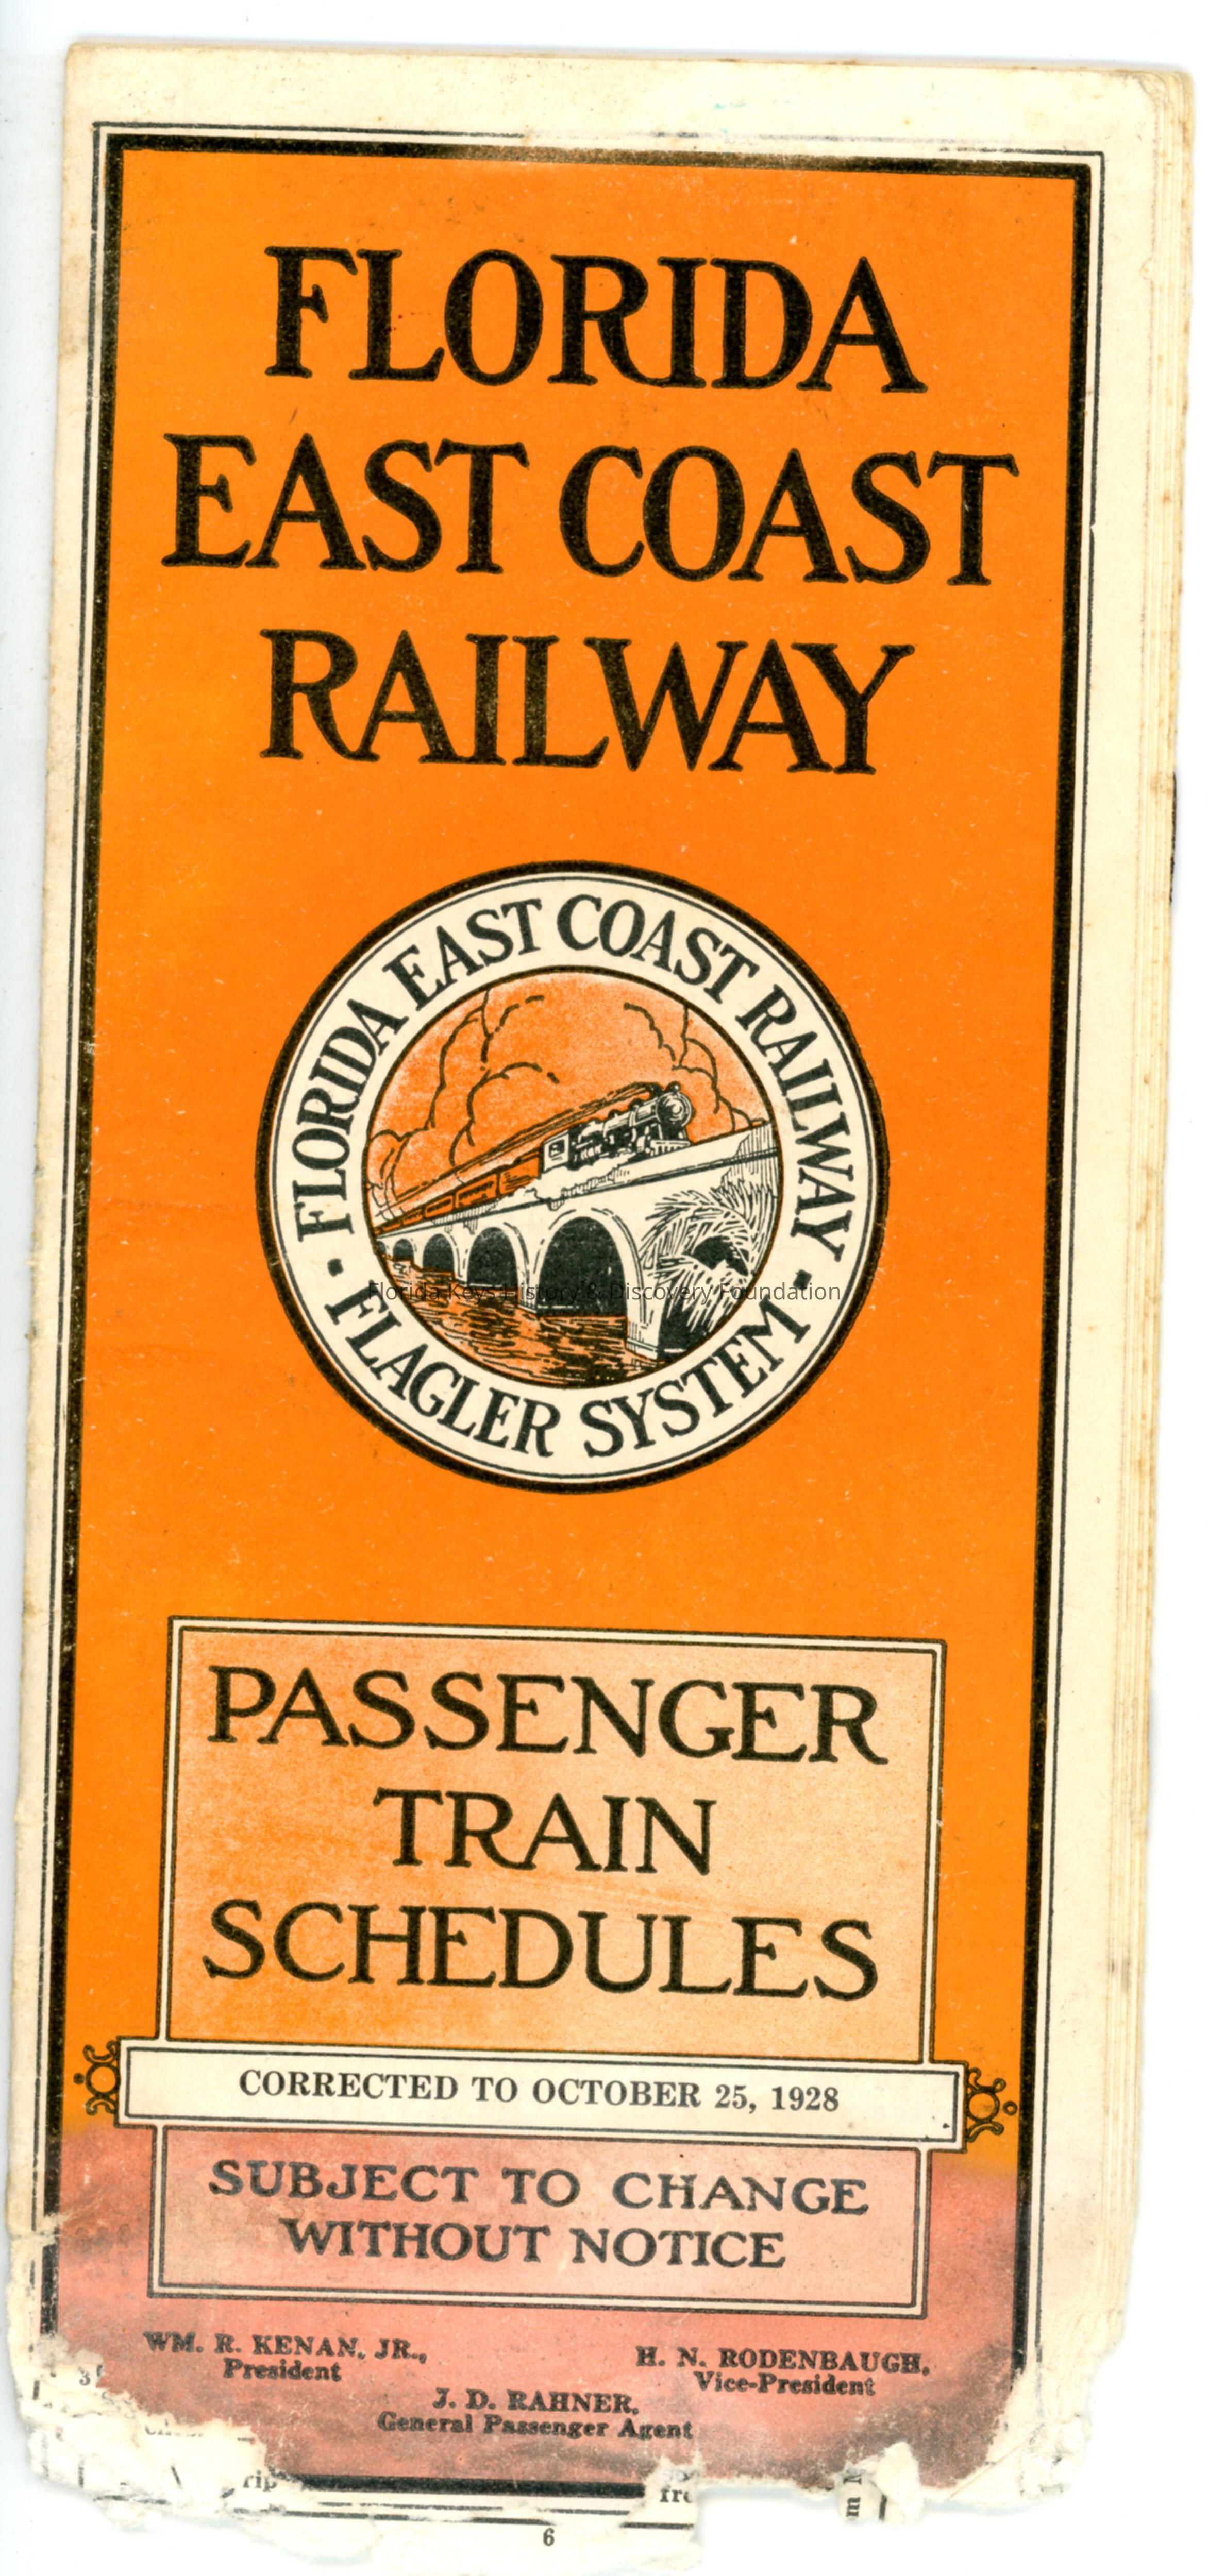 FLORIDA
EAST COAST
RAILWAY
FLORIDA EAST COAST RAILWAY
Florida Keys History & Discovery Foundation
• FLAGLER SYSTEM •
PASSENGER
TRAIN
SCHEDULES
CORRECTED TO OCTOBER 25, 1928
SUBJECT TO CHANGE
WITHOUT NOTICE
WM. R. KENAN, JR.,
President
H. N. RODENBAUGH,
Vice-President
J. D. RAHNER,
General Passenger Agent
6